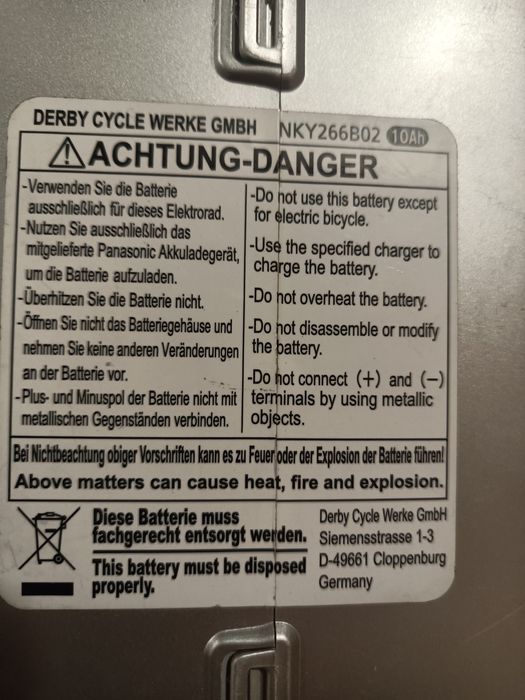 DERBY CYCLE WERKE GMBH NKY266B02 10Ah
ACHTUNG-DANGER
-Verwenden Sie die Batterie
ausschließlich für dieses Elektrorad.
-Nutzen Sie ausschließlich das
mitgelieferte Panasonic Akkuladegerät,
um die Batterie aufzuladen.
-Überhitzen Sie die Batterie nicht.
-Öffnen Sie nicht das Batteriegehäuse und
nehmen Sie keine anderen Veränderungen
an der Batterie vor.
-Plus- und Minuspol der Batterie nicht mit
metallischen Gegenständen verbinden.
-Do not use this battery except
for electric bicycle.
-Use the specified charger to
charge the battery.
-Do not overheat the battery.
-Do not disassemble or modify
the battery.
-Do not connect (+) and (−)
terminals by using metallic
objects.
Bei Nichtbeachtung obiger Vorschriften kann es zu Feuer oder der Explosion der Batterie führen!
Above matters can cause heat, fire and explosion.
Diese Batterie muss
fachgerecht entsorgt werden.
This battery must be disposed
properly.
Derby Cycle Werke GmbH
Siemensstrasse 1-3
D-49661 Cloppenburg
Germany